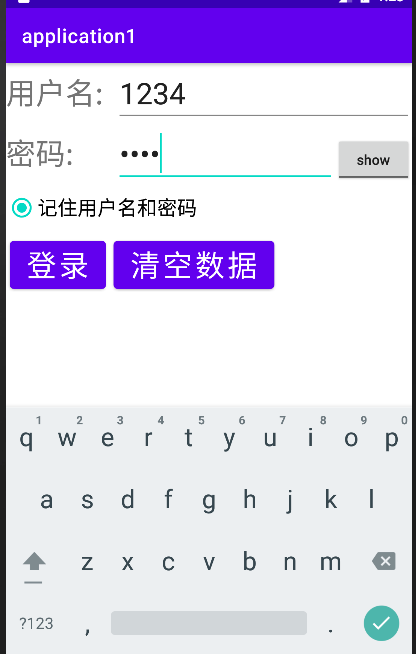 application1
用户名: 1234
密码: ••••
show
记住用户名和密码
登录 清空数据
1 2 3 4 5 6 7 8 9 0
q w e r t y u i o p
a s d f g h j k l
z x c v b n m
?123 , .